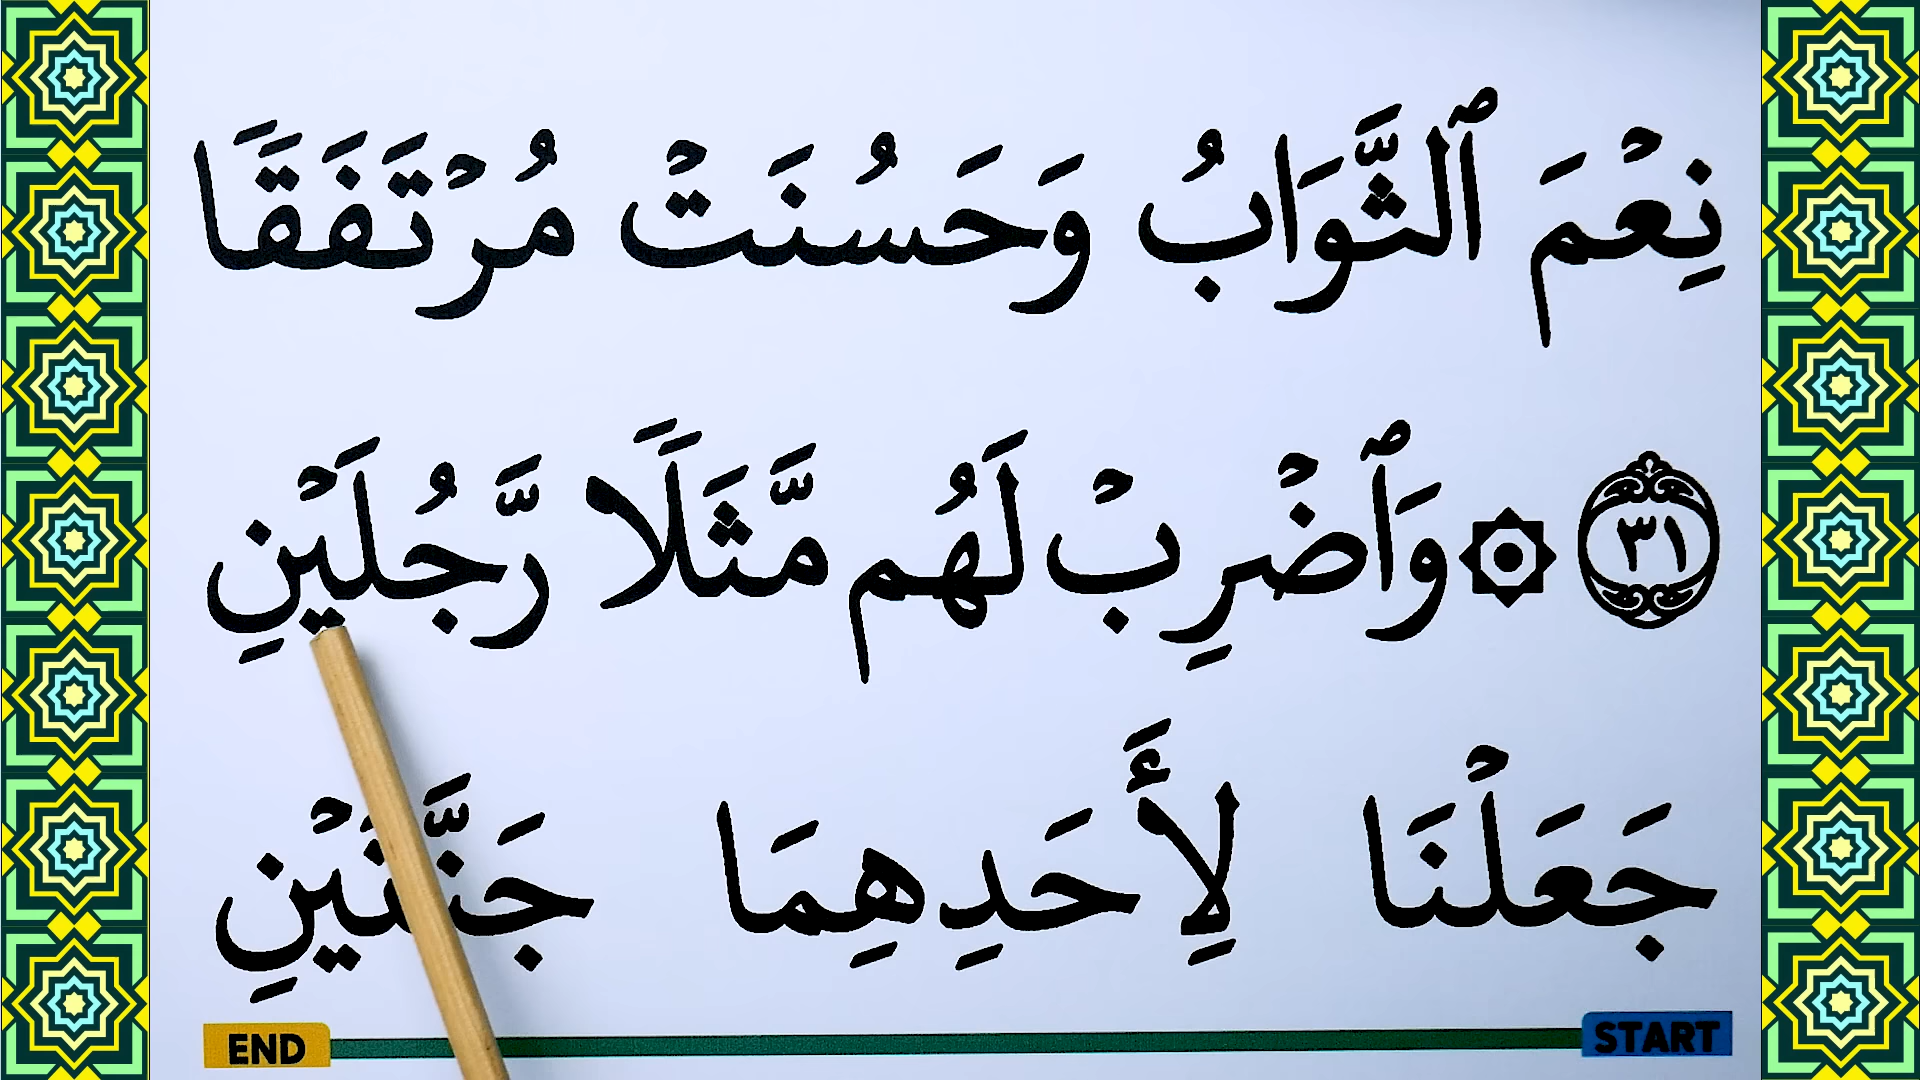 نِعْمَ ٱلثَّوَابُ وَحَسُنَتْ مُرْتَفَقًا
٣١ ۞ وَٱضْرِبْ لَهُم مَّثَلًا رَّجُلَيْنِ
جَعَلْنَا لِأَحَدِهِمَا جَنَّتَيْنِ
END START